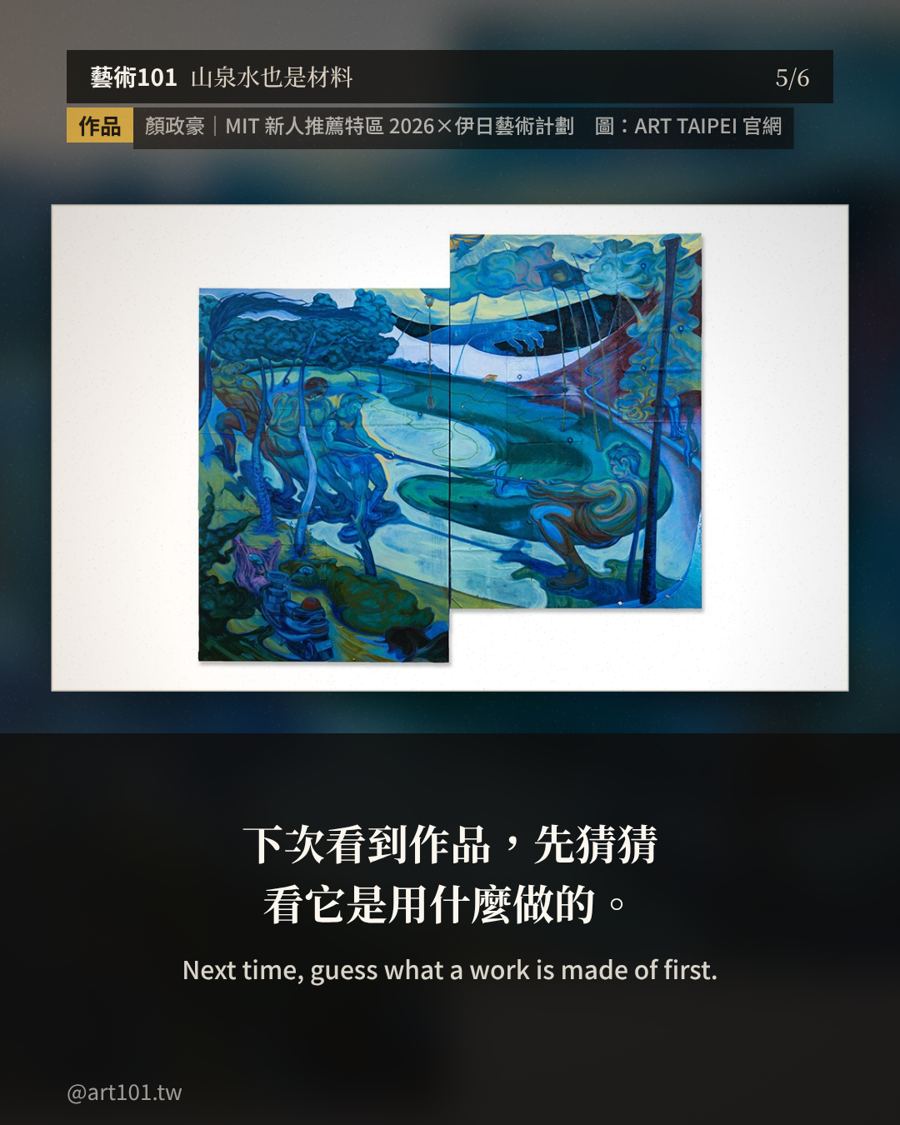 藝術101 山泉水也是材料 5/6
作品 顏政豪｜MIT 新人推薦特區 2026×伊日藝術計劃 圖：ART TAIPEI 官網
下次看到作品，先猜猜
看它是用什麼做的。
Next time, guess what a work is made of first.
@art101.tw